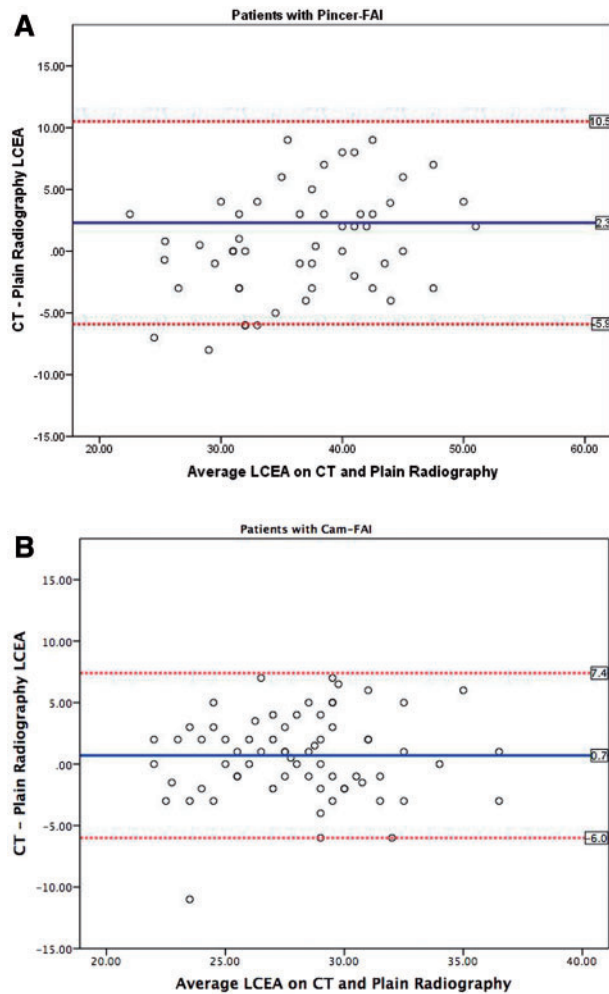 A
Patients with Pincer-FAI
15.00
10.00
10.5
5.00
2.3
.00
-5.00
-5.9
-10.00
-15.00
20.00 30.00 40.00 50.00 60.00
CT - Plain Radiography LCEA
Average LCEA on CT and Plain Radiography
B
Patients with Cam-FAI
15.00
10.00
7.4
5.00
0.7
.00
-5.00
-6.0
-10.00
-15.00
20.00 25.00 30.00 35.00 40.00
CT – Plain Radiography LCEA
Average LCEA on CT and Plain Radiography